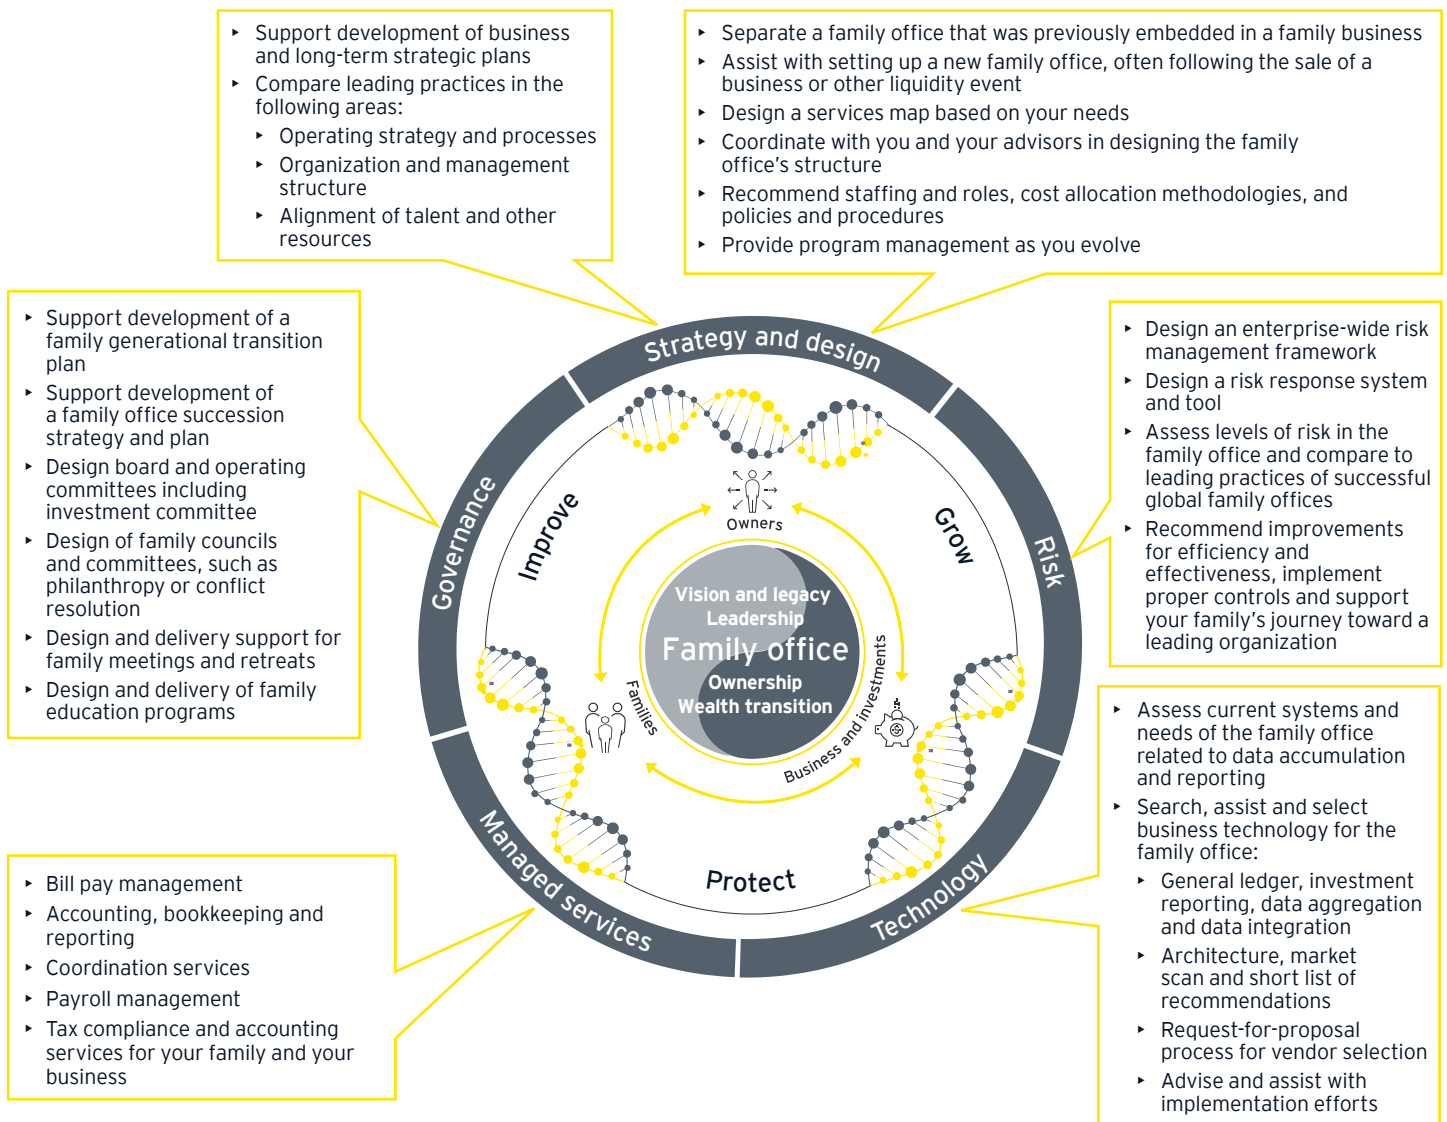 ‣ Support development of business
and long-term strategic plans
‣ Compare leading practices in the
following areas:
‣ Operating strategy and processes
‣ Organization and management
structure
‣ Alignment of talent and other
resources
‣ Separate a family office that was previously embedded in a family business
‣ Assist with setting up a new family office, often following the sale of a
business or other liquidity event
‣ Design a services map based on your needs
‣ Coordinate with you and your advisors in designing the family
office's structure
‣ Recommend staffing and roles, cost allocation methodologies, and
policies and procedures
‣ Provide program management as you evolve
‣ Support development of a
family generational transition
plan
‣ Support development of
a family office succession
strategy and plan
‣ Design board and operating
committees including
investment committee
‣ Design of family councils
and committees, such as
philanthropy or conflict
resolution
‣ Design and delivery support for
family meetings and retreats
‣ Design and delivery of family
education programs
‣ Design an enterprise-wide risk
management framework
‣ Design a risk response system
and tool
‣ Assess levels of risk in the
family office and compare to
leading practices of successful
global family offices
‣ Recommend improvements
for efficiency and
effectiveness, implement
proper controls and support
your family's journey toward a
leading organization
Strategy and design
Governance
Risk
Improve
Grow
Owners
Vision and legacy
Leadership
Family office
Ownership
Wealth transition
Families
Business and investments
Protect
Managed services
Technology
‣ Bill pay management
‣ Accounting, bookkeeping and
reporting
‣ Coordination services
‣ Payroll management
‣ Tax compliance and accounting
services for your family and your
business
‣ Assess current systems and
needs of the family office
related to data accumulation
and reporting
‣ Search, assist and select
business technology for the
family office:
‣ General ledger, investment
reporting, data aggregation
and data integration
‣ Architecture, market
scan and short list of
recommendations
‣ Request-for-proposal
process for vendor selection
‣ Advise and assist with
implementation efforts